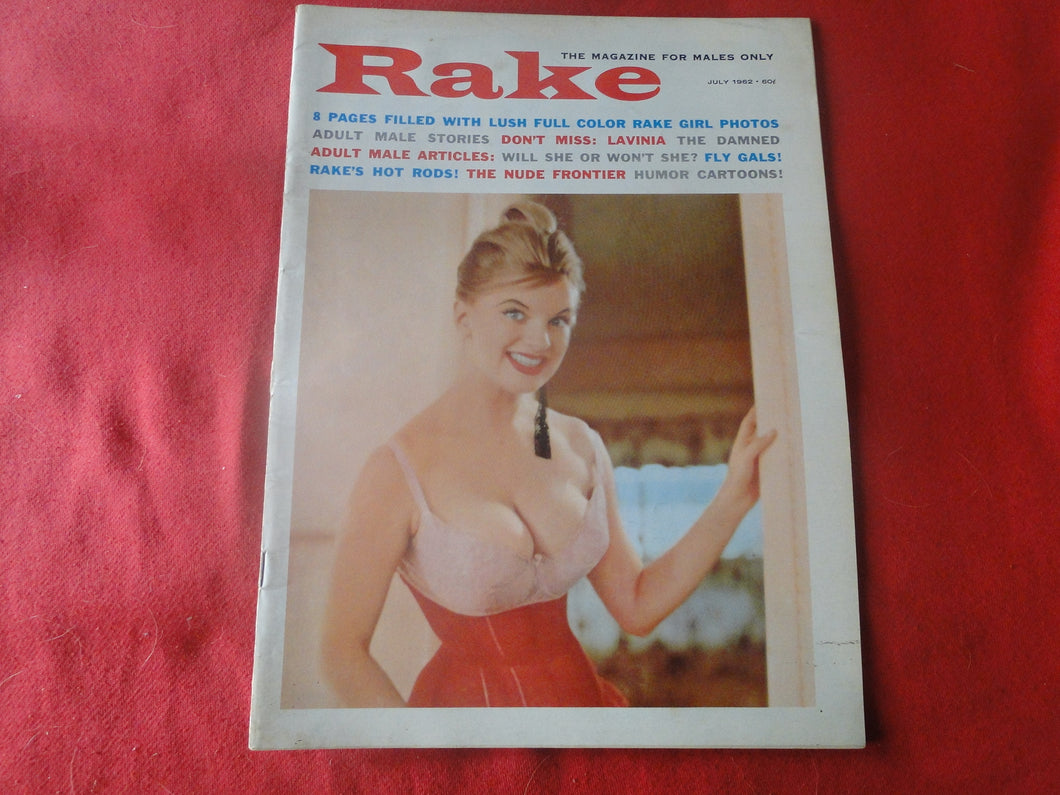 Rake
THE MAGAZINE FOR MALES ONLY
JULY 1962 • 60¢
8 PAGES FILLED WITH LUSH FULL COLOR RAKE GIRL PHOTOS
ADULT MALE STORIES DON'T MISS: LAVINIA THE DAMNED
ADULT MALE ARTICLES: WILL SHE OR WON'T SHE? FLY GALS!
RAKE'S HOT RODS! THE NUDE FRONTIER HUMOR CARTOONS!